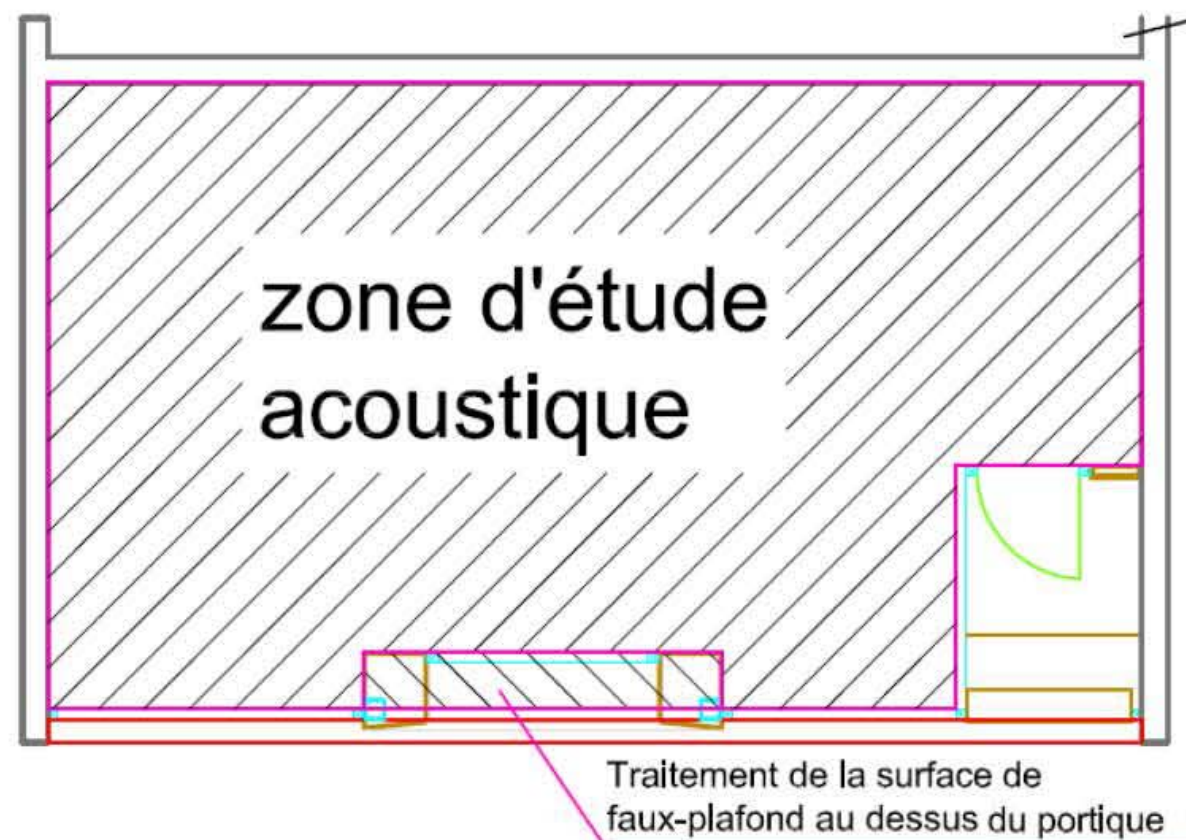 zone d'étude
acoustique
Traitement de la surface de
faux-plafond au dessus du portique